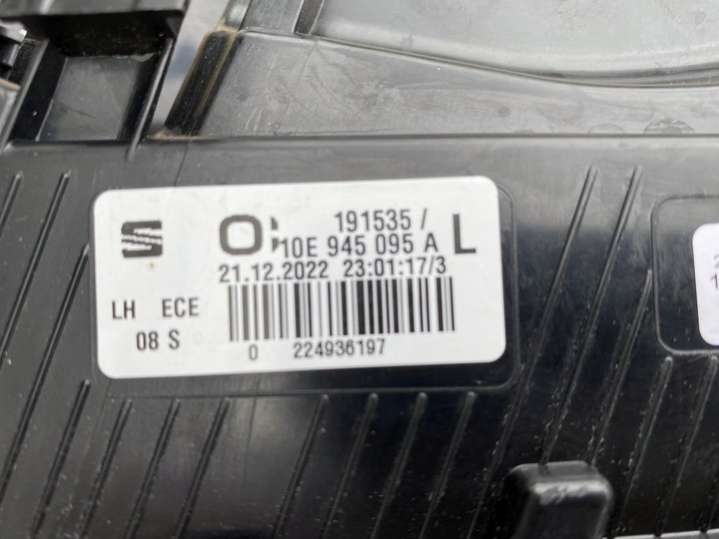 191535 /
10E 945 095 A L
21.12.2022 23:01:17/3
LH ECE
08 S
0 224936197